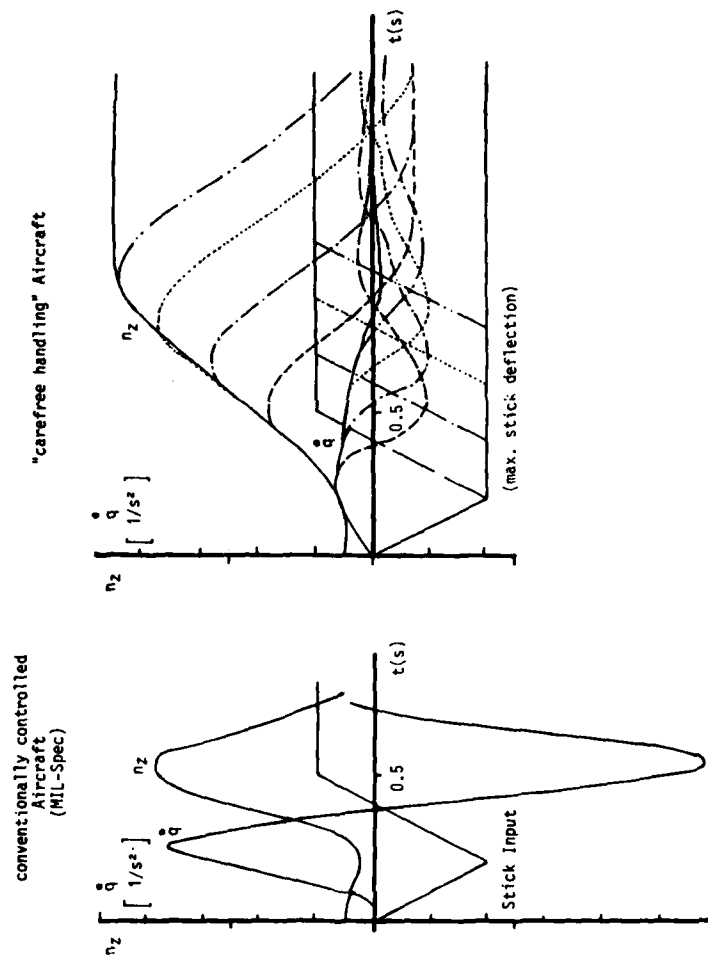 conventionally controlled
Aircraft
(MIL-Spec)
n_z
q̇
[ 1/s² ]
q̇
n_z
0.5
t(s)
Stick Input
"carefree handling" Aircraft
n_z
q̇
[ 1/s² ]
n_z
q̇
0.5
t(s)
(max. stick deflection)